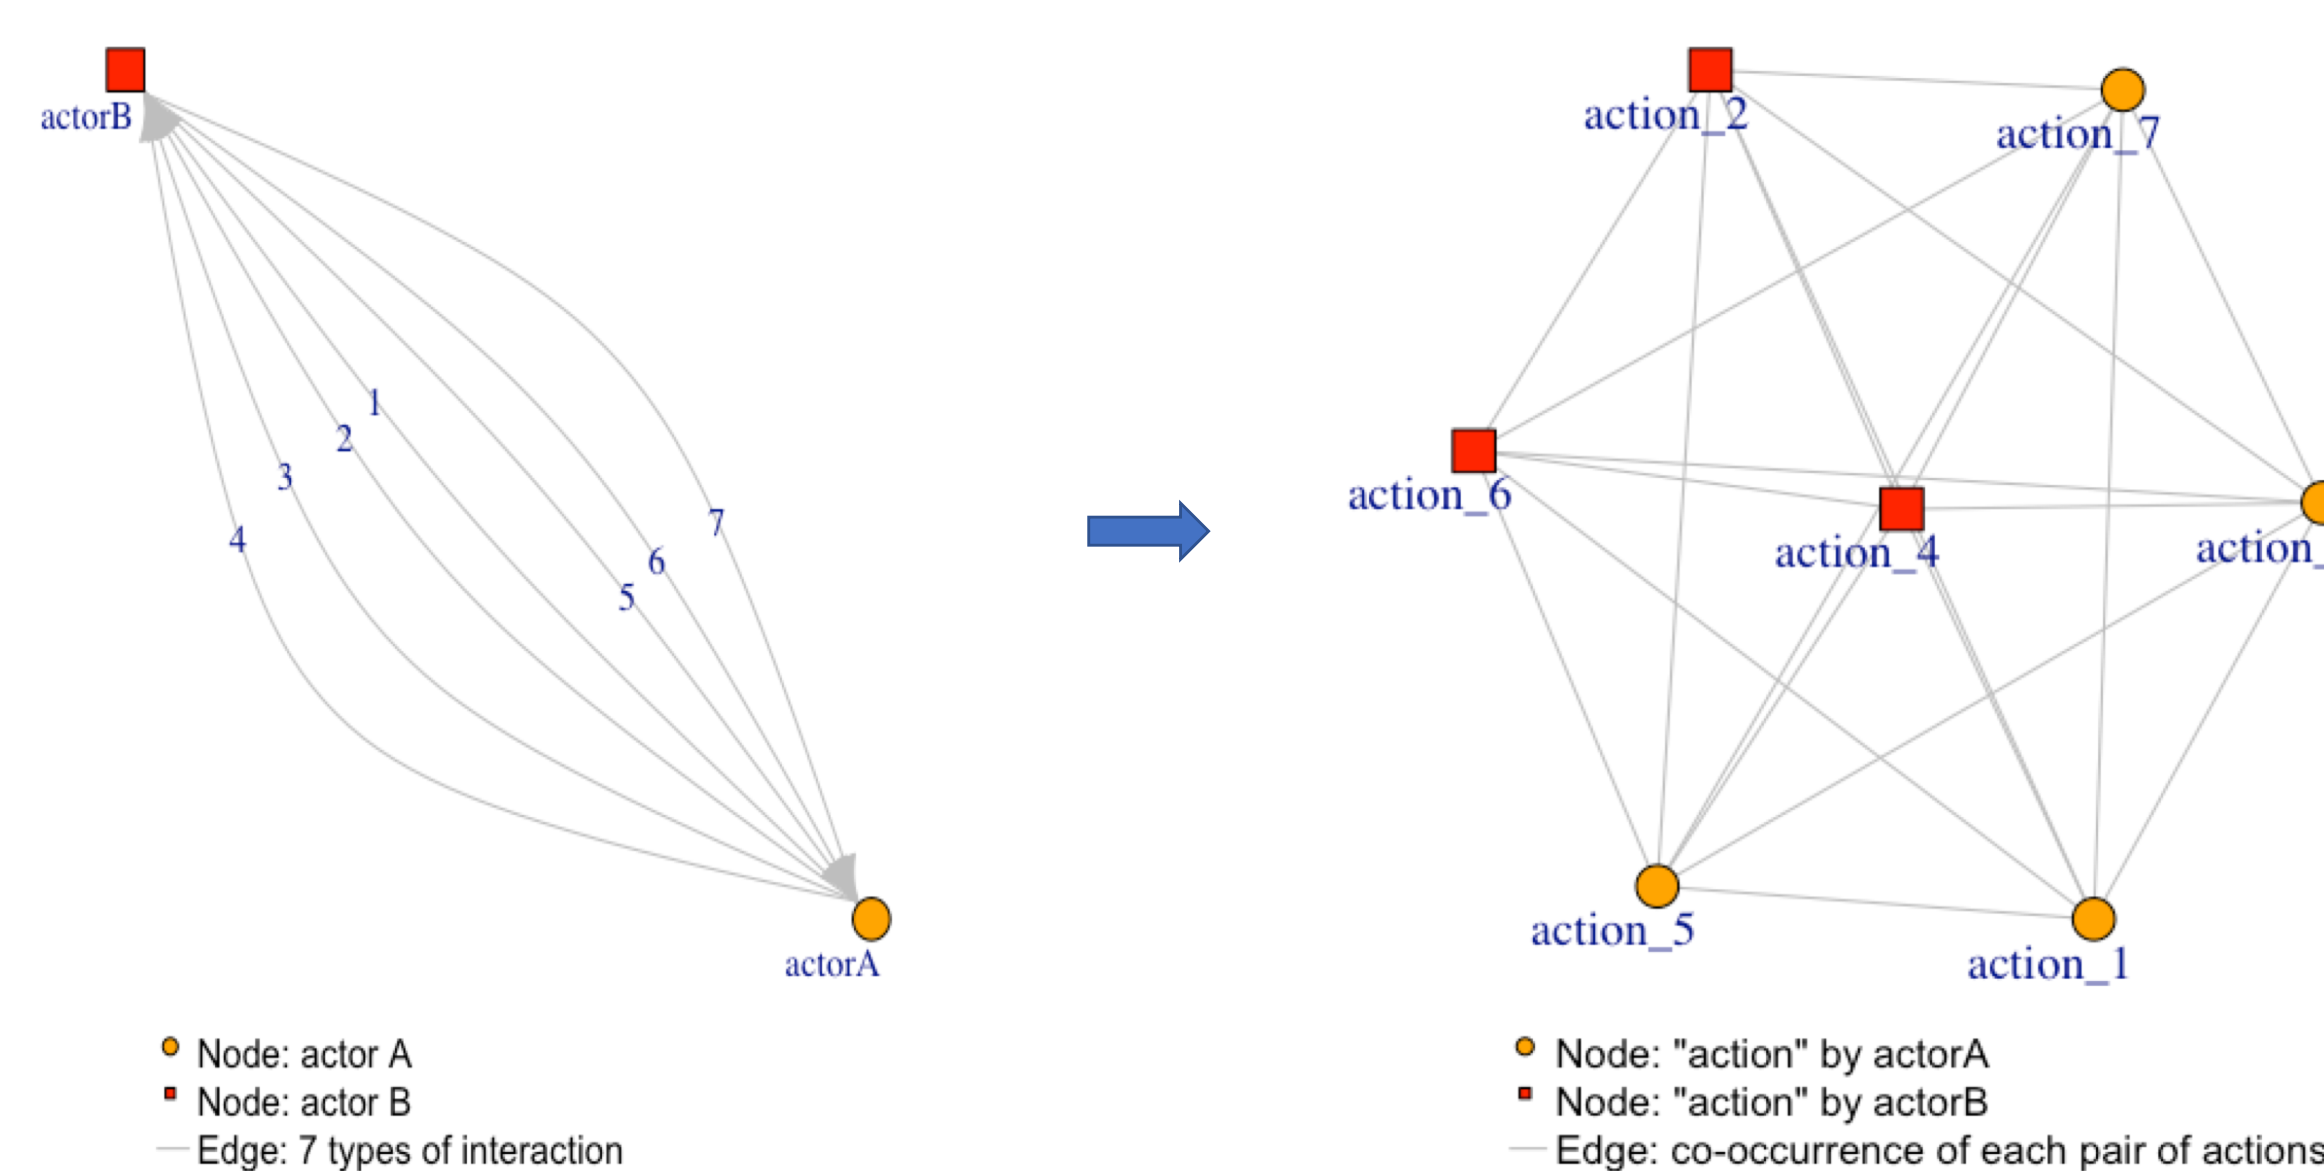 actorB
1
2
3
4
5
6
7
actorA
Node: actor A
Node: actor B
Edge: 7 types of interaction
action_2
action_7
action_6
action_4
action_
action_5
action_1
Node: "action" by actorA
Node: "action" by actorB
Edge: co-occurrence of each pair of actions